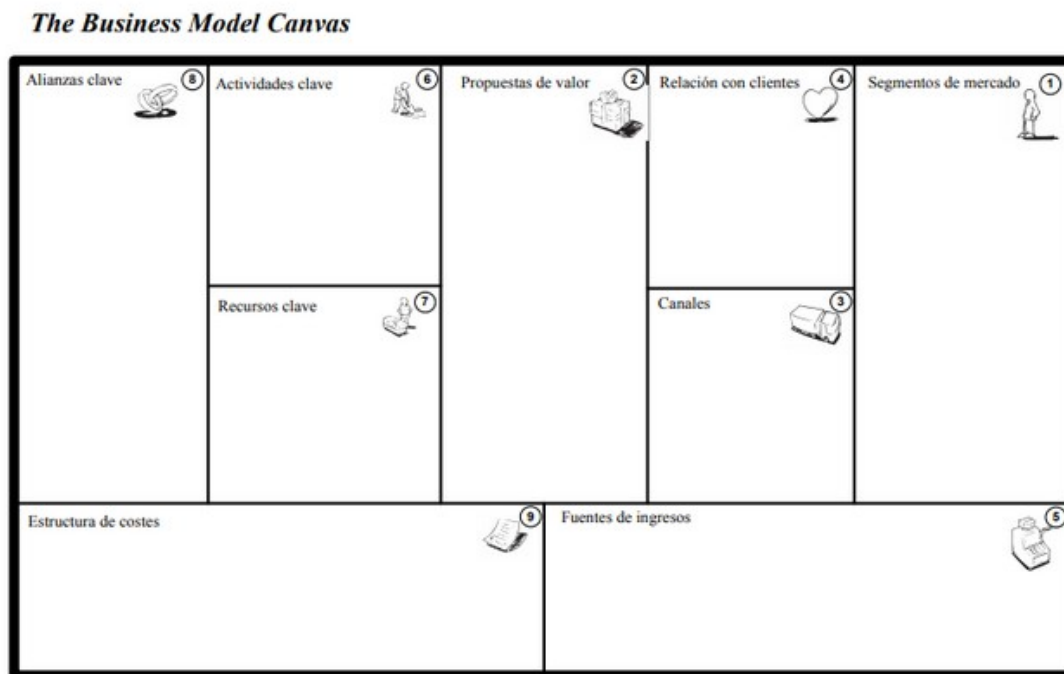 The Business Model Canvas
Alianzas clave 8
Actividades clave 6
Propuestas de valor 2
Relación con clientes 4
Segmentos de mercado 1
Recursos clave 7
Canales 3
Estructura de costes 9
Fuentes de ingresos 5